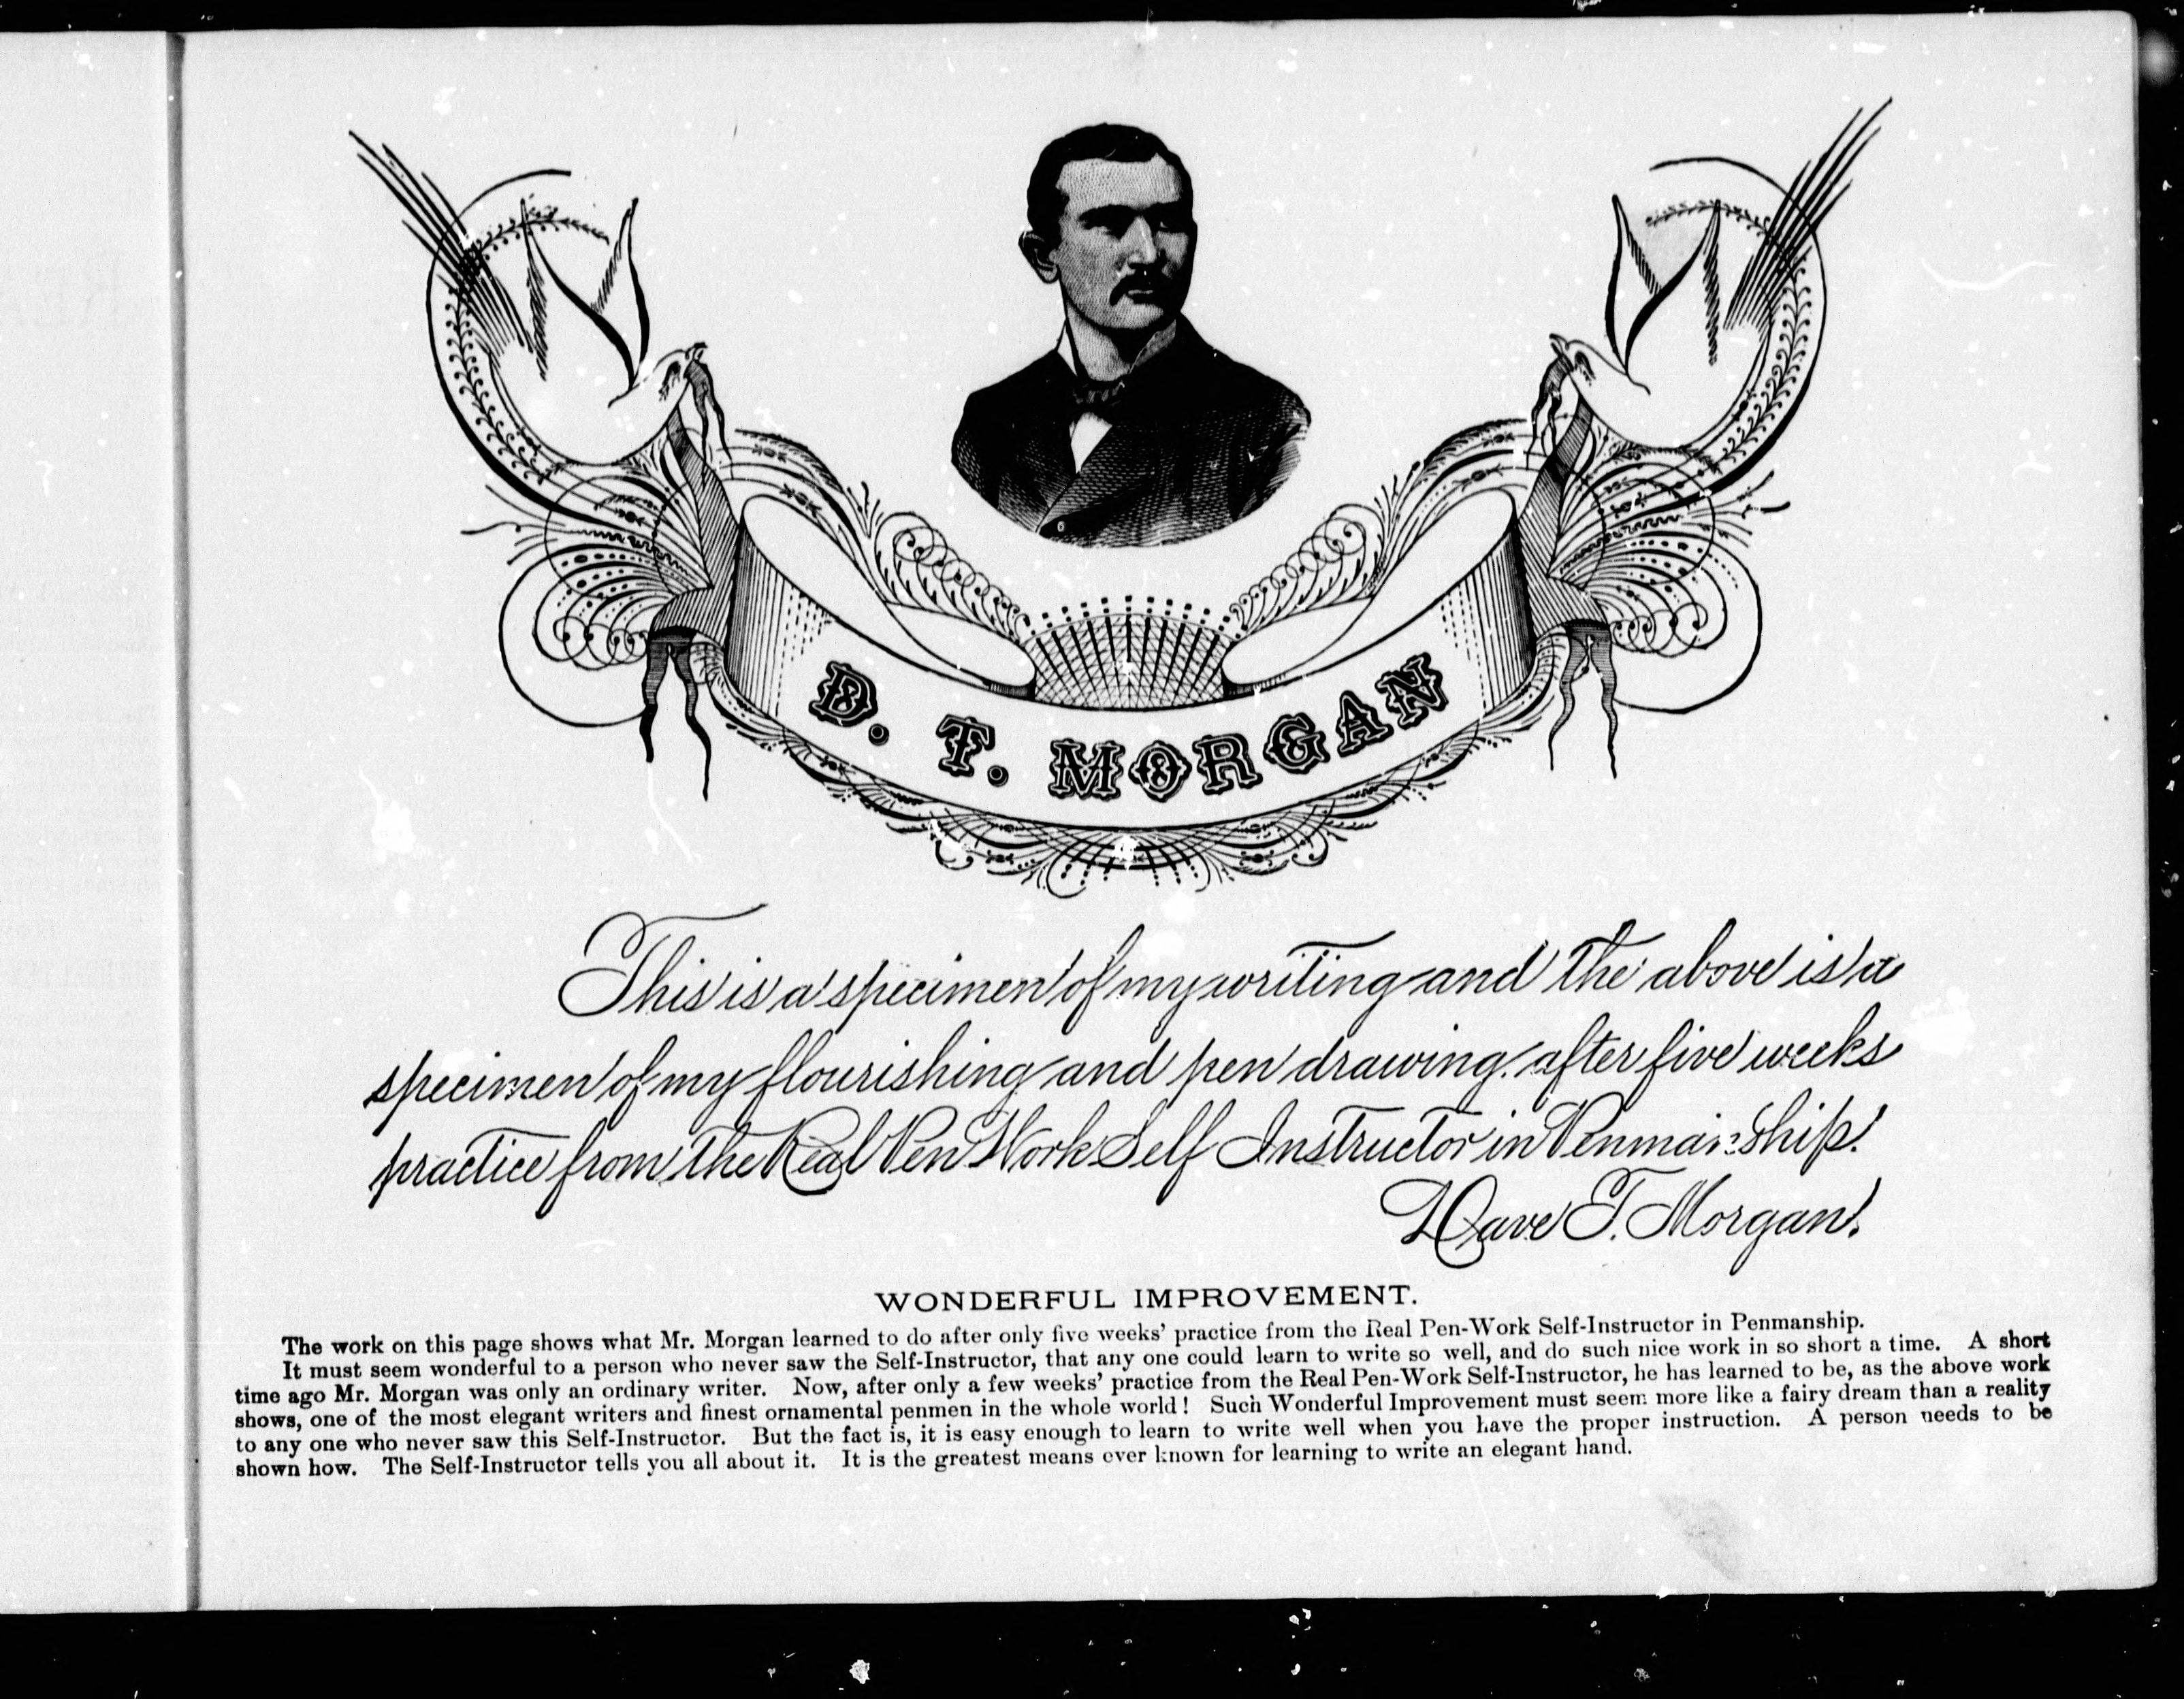 D. T. MORGAN
This is a specimen of my writing and the above is a
specimen of my flourishing and pen drawing after five weeks
practice from the Real Pen Work Self Instructor in Penmanship.
Dave T. Morgan.
WONDERFUL IMPROVEMENT.
The work on this page shows what Mr. Morgan learned to do after only five weeks' practice from the Real Pen-Work Self-Instructor in Penmanship.
It must seem wonderful to a person who never saw the Self-Instructor, that any one could learn to write so well, and do such nice work in so short a time. A short
time ago Mr. Morgan was only an ordinary writer. Now, after only a few weeks' practice from the Real Pen-Work Self-Instructor, he has learned to be, as the above work
shows, one of the most elegant writers and finest ornamental penmen in the whole world! Such Wonderful Improvement must seem more like a fairy dream than a reality
to any one who never saw this Self-Instructor. But the fact is, it is easy enough to learn to write well when you have the proper instruction. A person needs to be
shown how. The Self-Instructor tells you all about it. It is the greatest means ever known for learning to write an elegant hand.